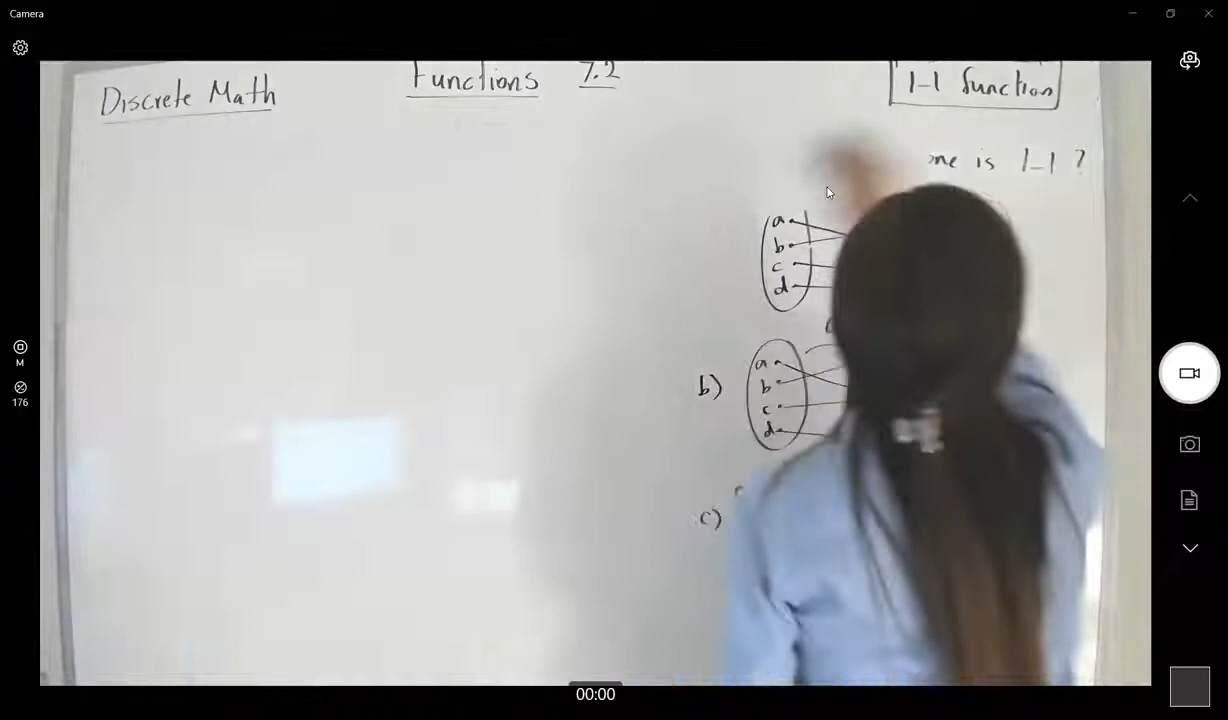 Camera
Discrete Math
Functions 7.2
1-1 function
is 1-1 ?
a
b
c
d
b)
a
b
c
d
c)
M
176
00:00